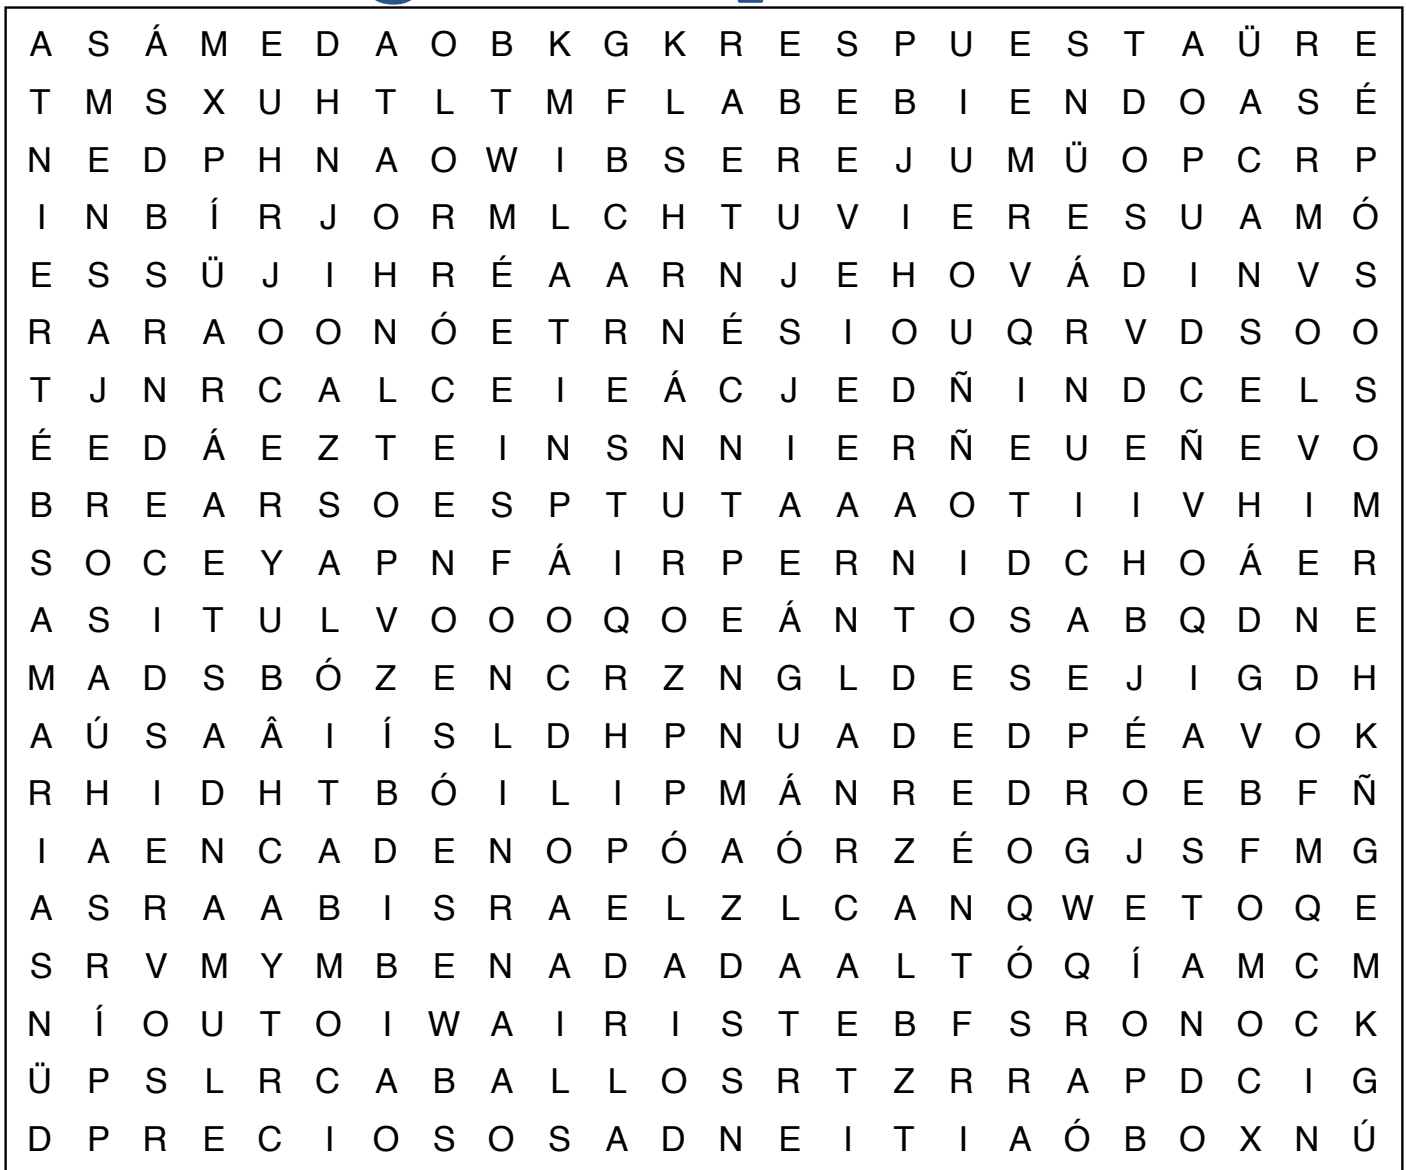 A S Á M E D A O B K G K R E S P U E S T A Ü R E
T M S X U H T L T M F L A B E B I E N D O A S É
N E D P H N A O W I B S E R E J U M Ü O P C R P
I N B Í R J O R M L C H T U V I E R E S U A M Ó
E S S Ü J I H R É A A R N J E H O V Á D I N V S
R A R A O O N Ó E T R N É S I O U Q R V D S O O
T J N R C A L C E I E Á C J E D Ñ I N D C E L S
É E D Á E Z T E I N S N N I E R Ñ E U E Ñ E V O
B R E A R S O E S P T U T A A A O T I I V H I M
S O C E Y A P N F Á I R P E R N I D C H O Á E R
A S I T U L V O O O Q O E Á N T O S A B Q D N E
M A D S B Ó Z E N C R Z N G L D E S E J I G D H
A Ú S A Â I Í S L D H P N U A D E D P É A V O K
R H I D H T B Ó I L I P M Á N R E D R O E B F Ñ
I A E N C A D E N O P Ó A Ó R Z É O G J S F M G
A S R A A B I S R A E L Z L C A N Q W E T O Q E
S R V M Y M B E N A D A D A A L T Ó Q Í A M C M
N Í O U T O I W A I R I S T E B F S R O N O C K
Ü P S L R C A B A L L O S R T Z R R A P D C I G
D P R E C I O S O S A D N E I T I A Ó B O X N Ú